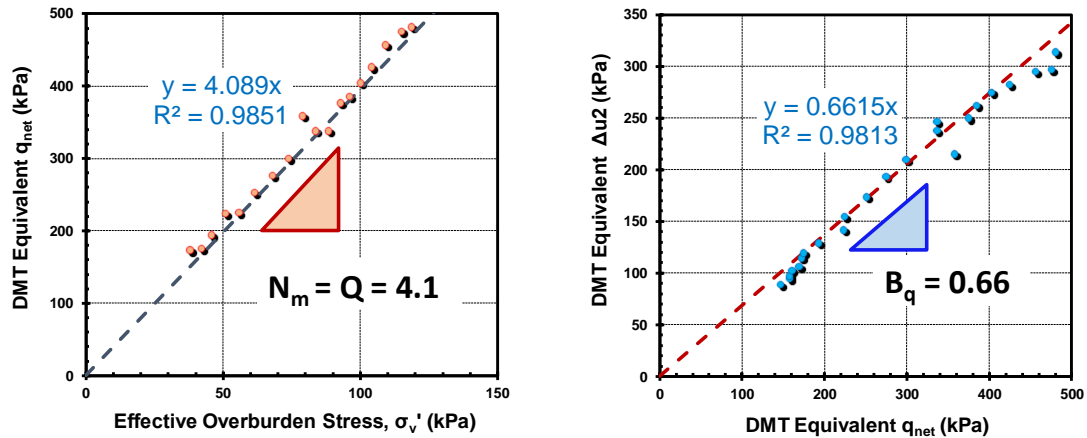 DMT Equivalent qnet (kPa)
500
400
300
200
100
0
y = 4.089x
R² = 0.9851
Nm = Q = 4.1
0
50
100
150
Effective Overburden Stress, σv' (kPa)
DMT Equivalent Δu2 (kPa)
350
300
250
200
150
100
50
0
y = 0.6615x
R² = 0.9813
Bq = 0.66
0
100
200
300
400
500
DMT Equivalent qnet (kPa)